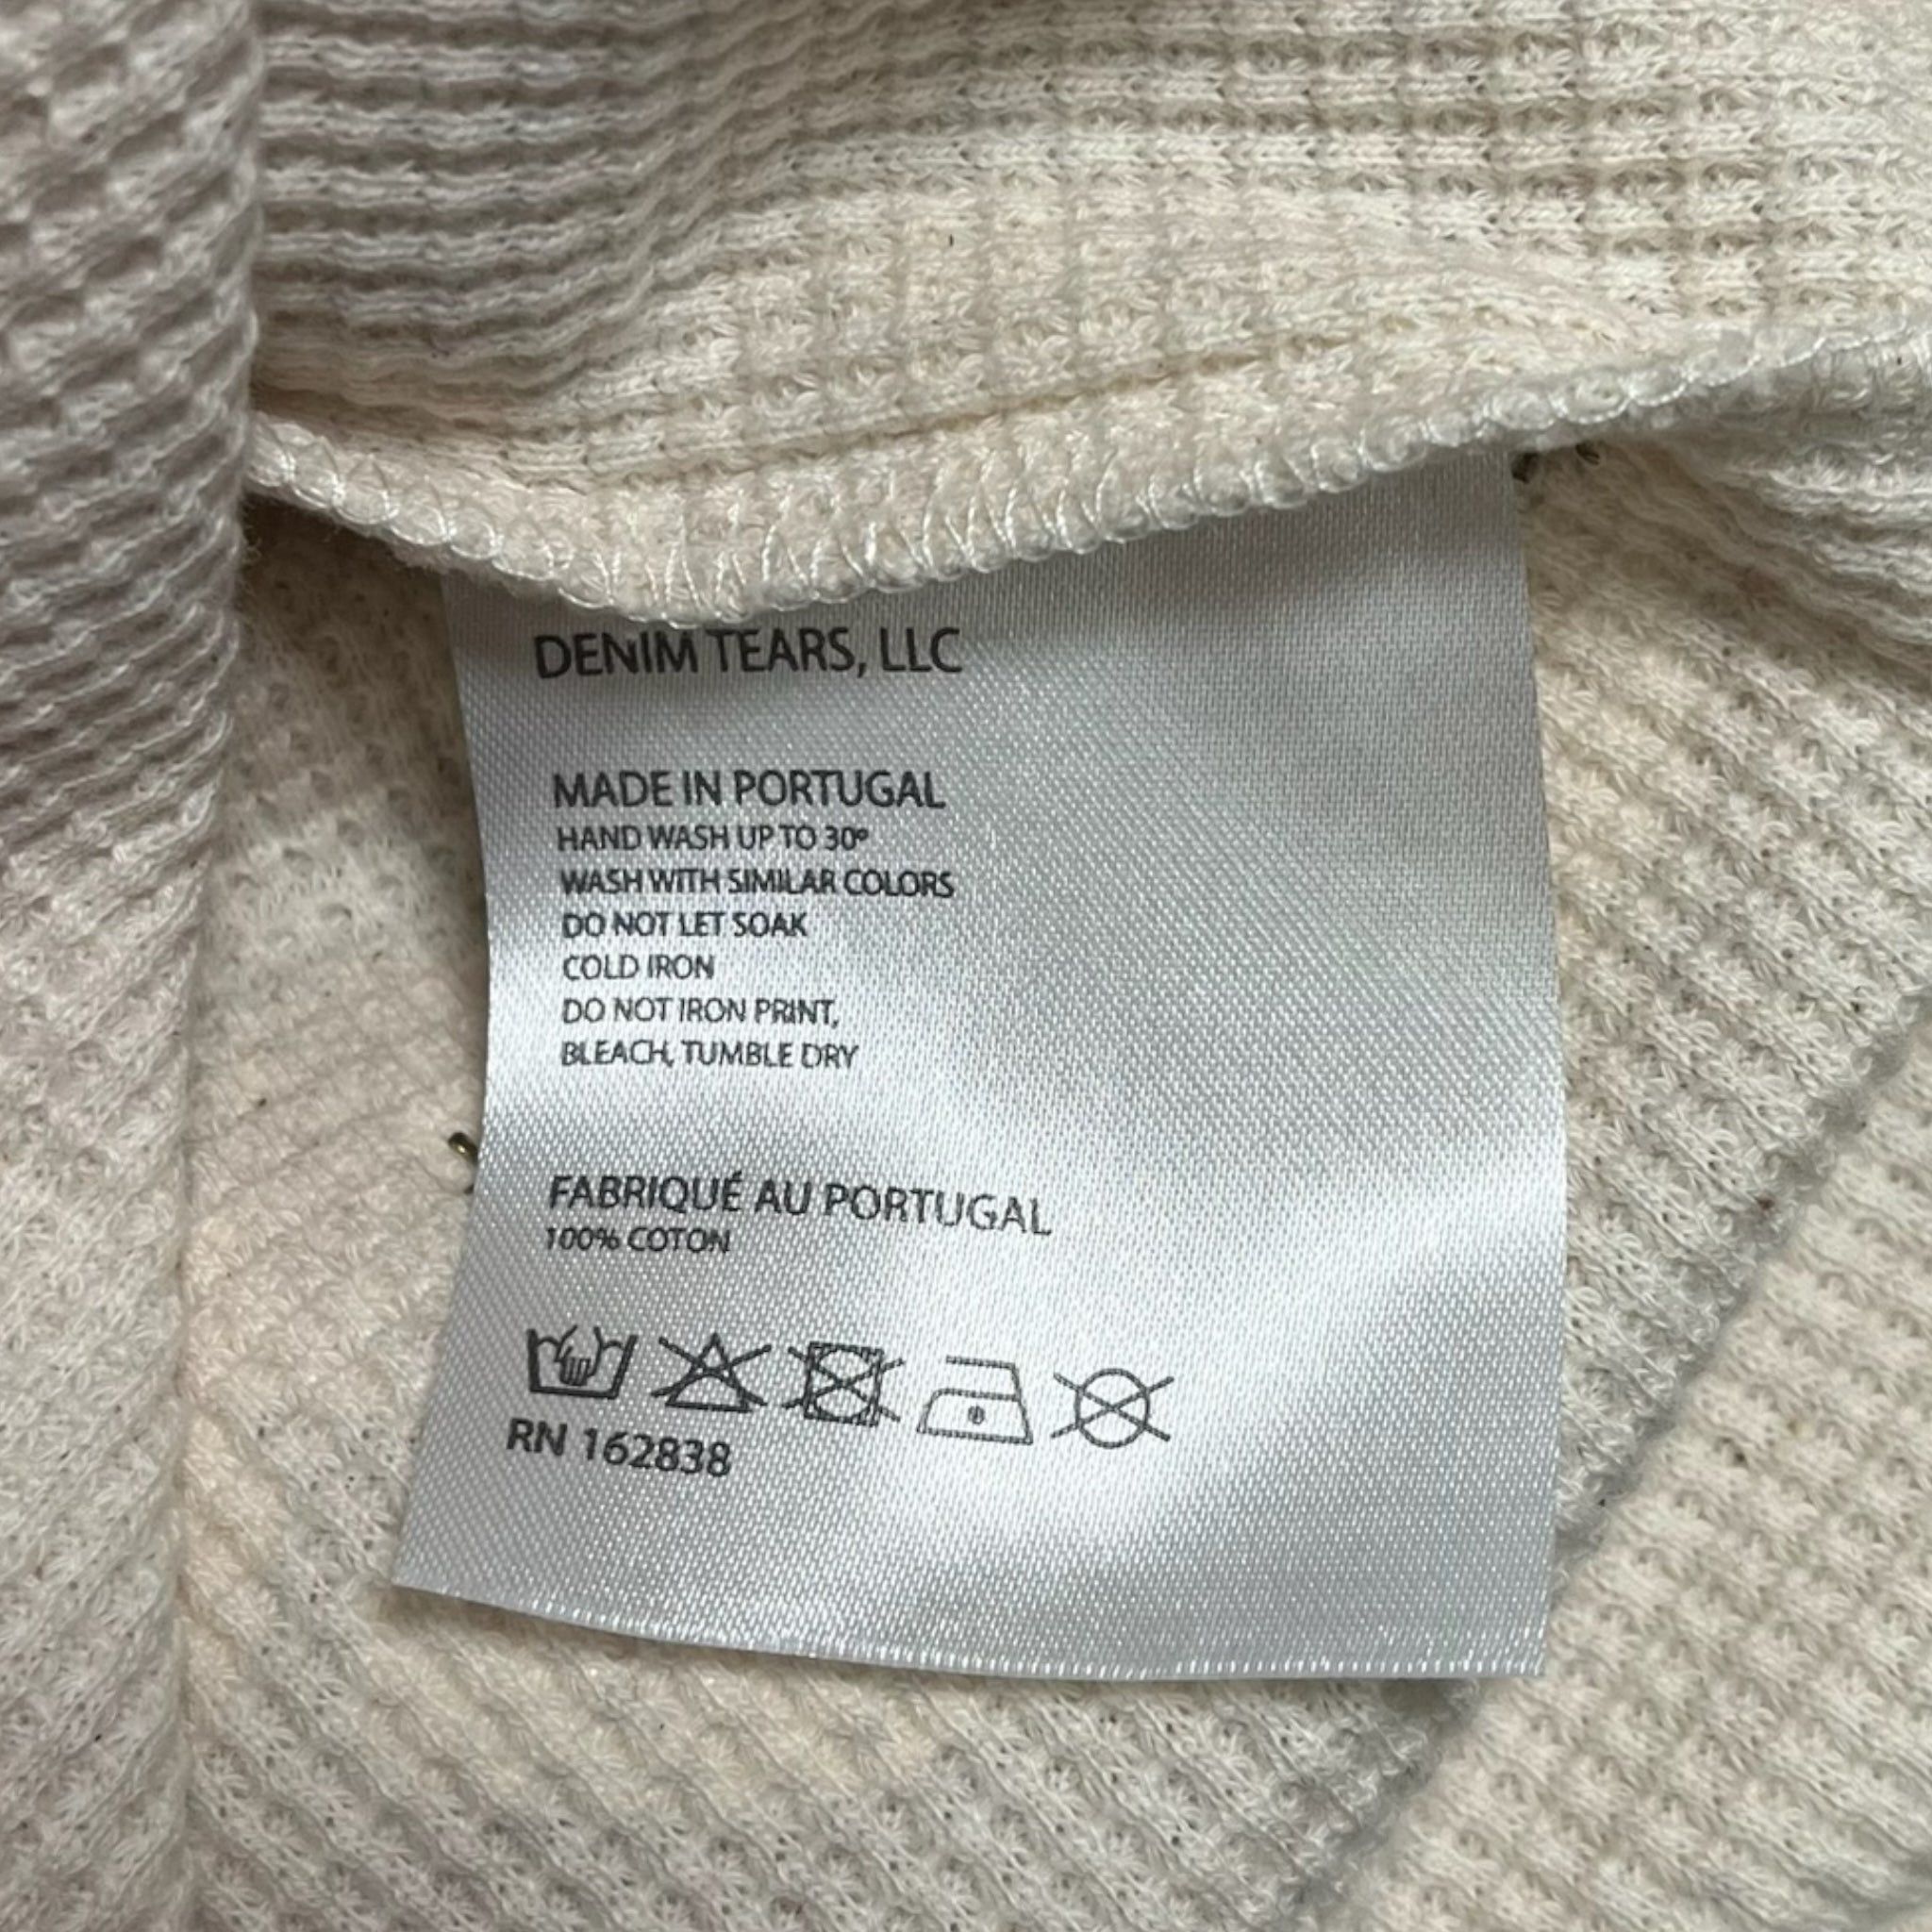 DENIM TEARS, LLC
MADE IN PORTUGAL
HAND WASH UP TO 30º
WASH WITH SIMILAR COLORS
DO NOT LET SOAK
COLD IRON
DO NOT IRON PRINT,
BLEACH, TUMBLE DRY
FABRIQUÉ AU PORTUGAL
100% COTON
RN 162838